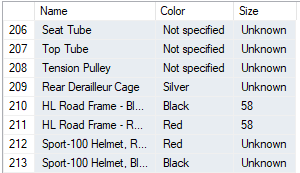 Name Color Size
206 Seat Tube Not specified Unknown
207 Top Tube Not specified Unknown
208 Tension Pulley Not specified Unknown
209 Rear Derailleur Cage Silver Unknown
210 HL Road Frame - Bl... Black 58
211 HL Road Frame - R... Red 58
212 Sport-100 Helmet, R... Red Unknown
213 Sport-100 Helmet, Bl... Black Unknown